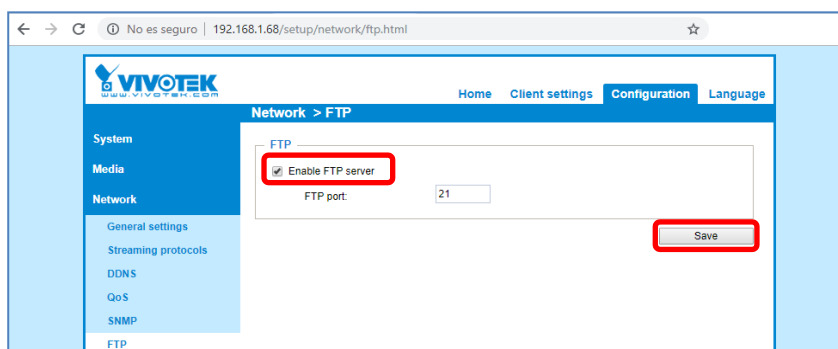 No es seguro | 192.168.1.68/setup/network/ftp.html
VIVOTEK
www.vivotek.com
Home Client settings Configuration Language
Network > FTP
System
Media
Network
General settings
Streaming protocols
DDNS
QoS
SNMP
FTP
FTP
Enable FTP server
FTP port: 21
Save